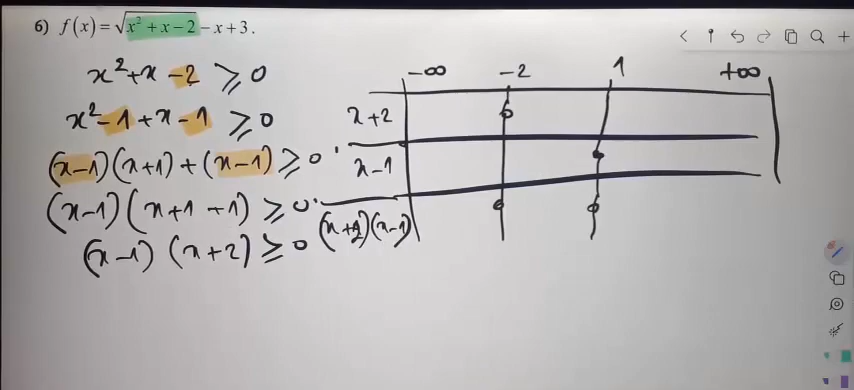 6) f(x) = √(x² + x − 2) − x + 3.
x² + x − 2 ⩾ 0
x² − 1 + x − 1 ⩾ 0
(x−1)(x+1) + (x−1) ⩾ 0
(x−1)(x+1+1) ⩾ 0
(x−1)(x+2) ⩾ 0
−∞ −2 1 +∞
x+2 0
x−1
(x+2)(x−1)